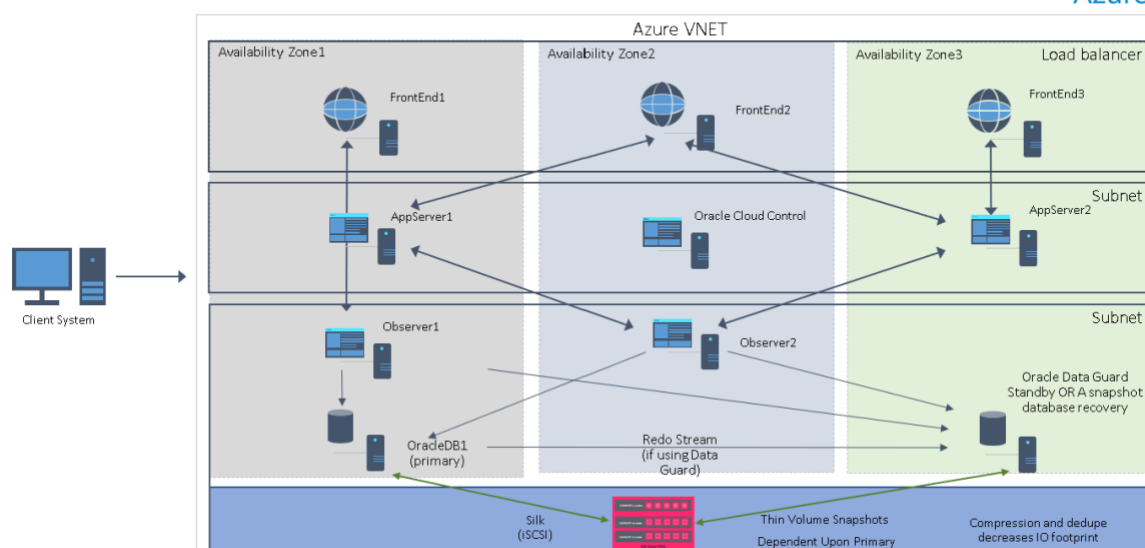 Azure
Azure VNET
Availability Zone1
Availability Zone2
Availability Zone3
Load balancer
FrontEnd1
FrontEnd2
FrontEnd3
Subnet
AppServer1
Oracle Cloud Control
AppServer2
Client System
Subnet
Observer1
Observer2
Oracle Data Guard
Standby OR A snapshot
database recovery
OracleDB1
(primary)
Redo Stream
(if using Data
Guard)
Silk
(iSCSI)
Thin Volume Snapshots
Dependent Upon Primary
Compression and dedupe
decreases IO footprint